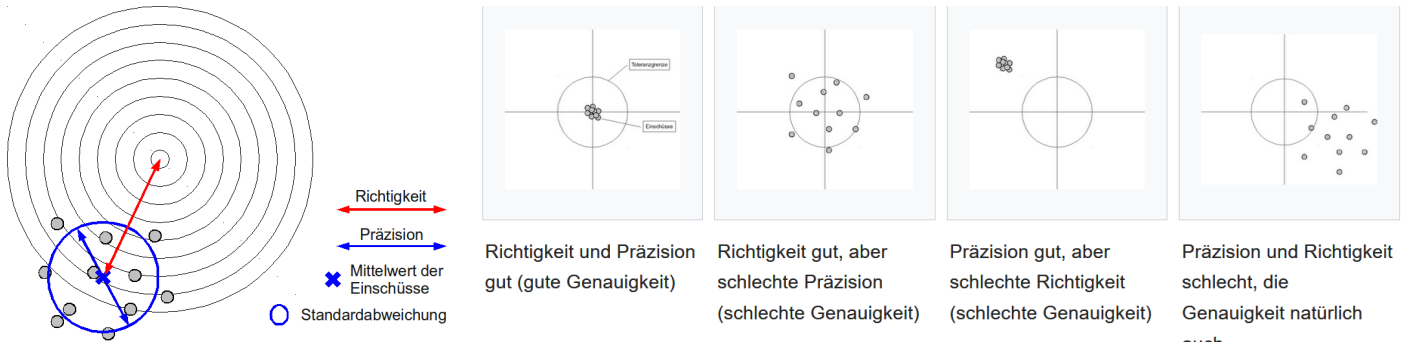 Richtigkeit
Präzision
Mittelwert der
Einschüsse
Standardabweichung
Toleranzgrenze
Einschüsse
Richtigkeit und Präzision
gut (gute Genauigkeit)
Richtigkeit gut, aber
schlechte Präzision
(schlechte Genauigkeit)
Präzision gut, aber
schlechte Richtigkeit
(schlechte Genauigkeit)
Präzision und Richtigkeit
schlecht, die
Genauigkeit natürlich